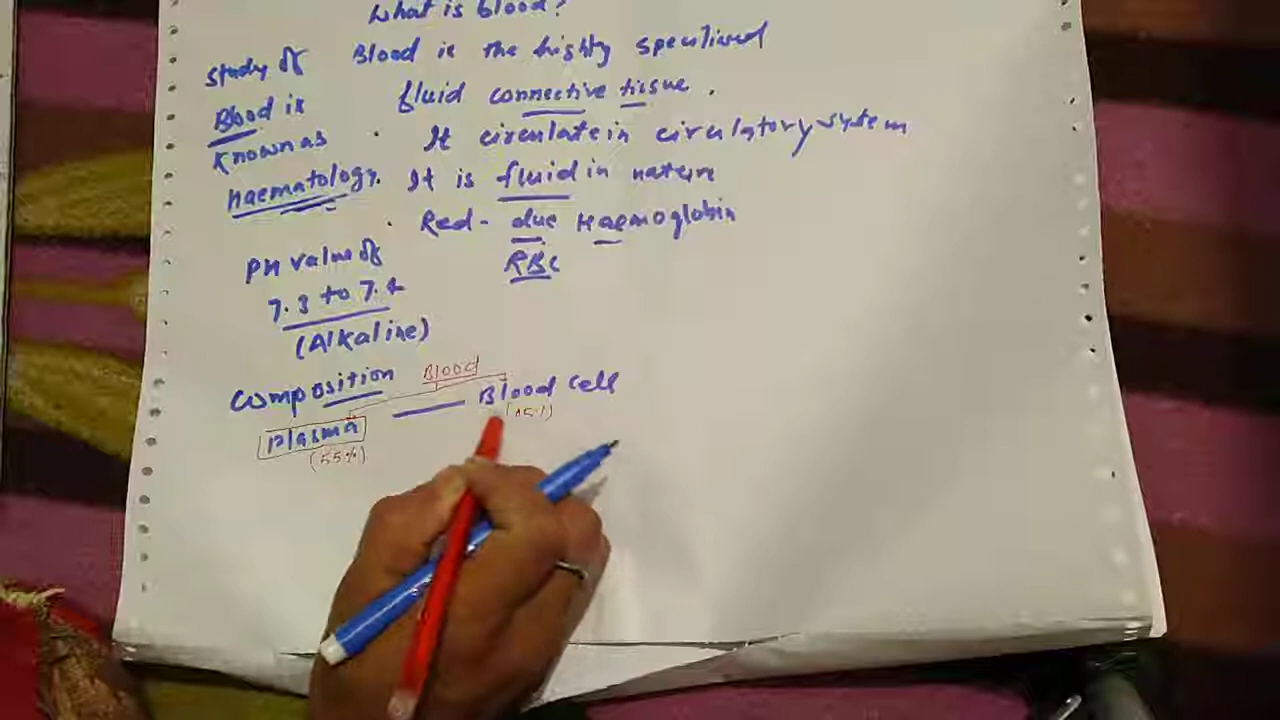 What is blood?
Study of
Blood is
Known as
haematology.
Blood is the highly specilized
fluid connective tissue.
It circulate in circulatory system
It is fluid in nature
Red - due Haemoglobin
RBC
PH value of
7.3 to 7.4
(Alkaline)
Composition
Blood
Plasma
(55%)
Blood cell
(45%)